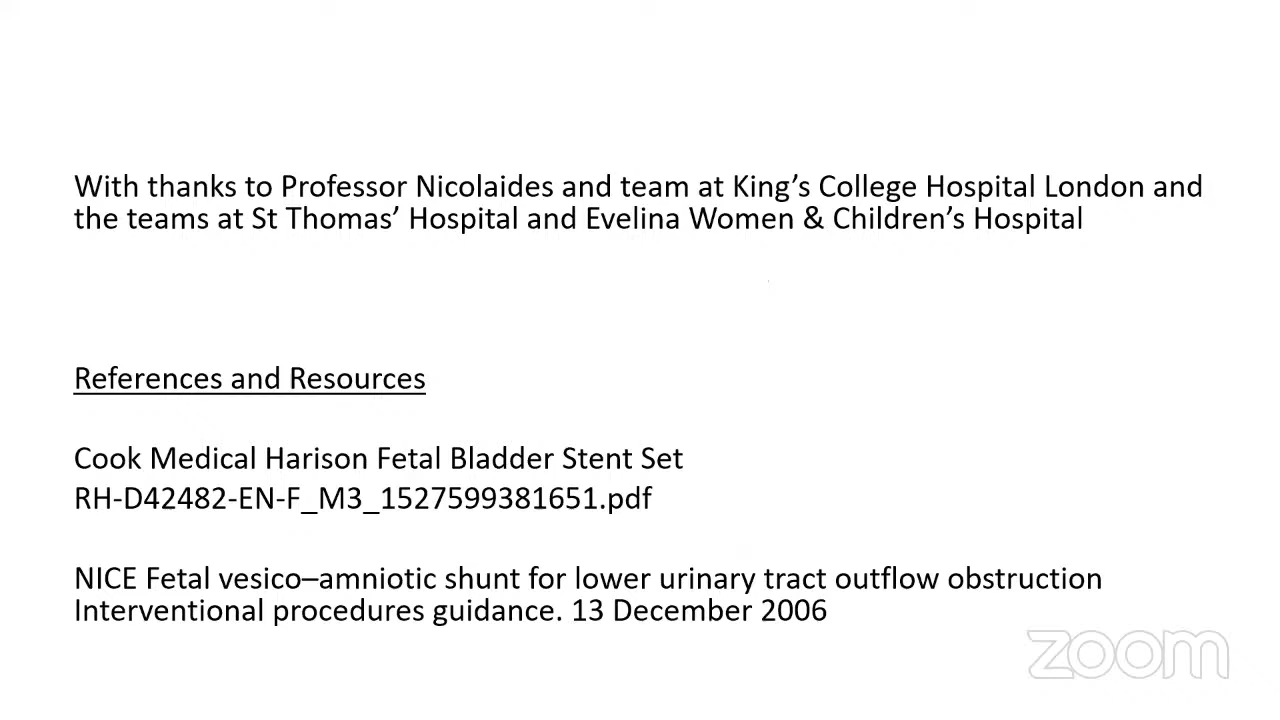 With thanks to Professor Nicolaides and team at King’s College Hospital London and
the teams at St Thomas’ Hospital and Evelina Women & Children’s Hospital
References and Resources
Cook Medical Harison Fetal Bladder Stent Set
RH-D42482-EN-F_M3_1527599381651.pdf
NICE Fetal vesico–amniotic shunt for lower urinary tract outflow obstruction
Interventional procedures guidance. 13 December 2006
zoom